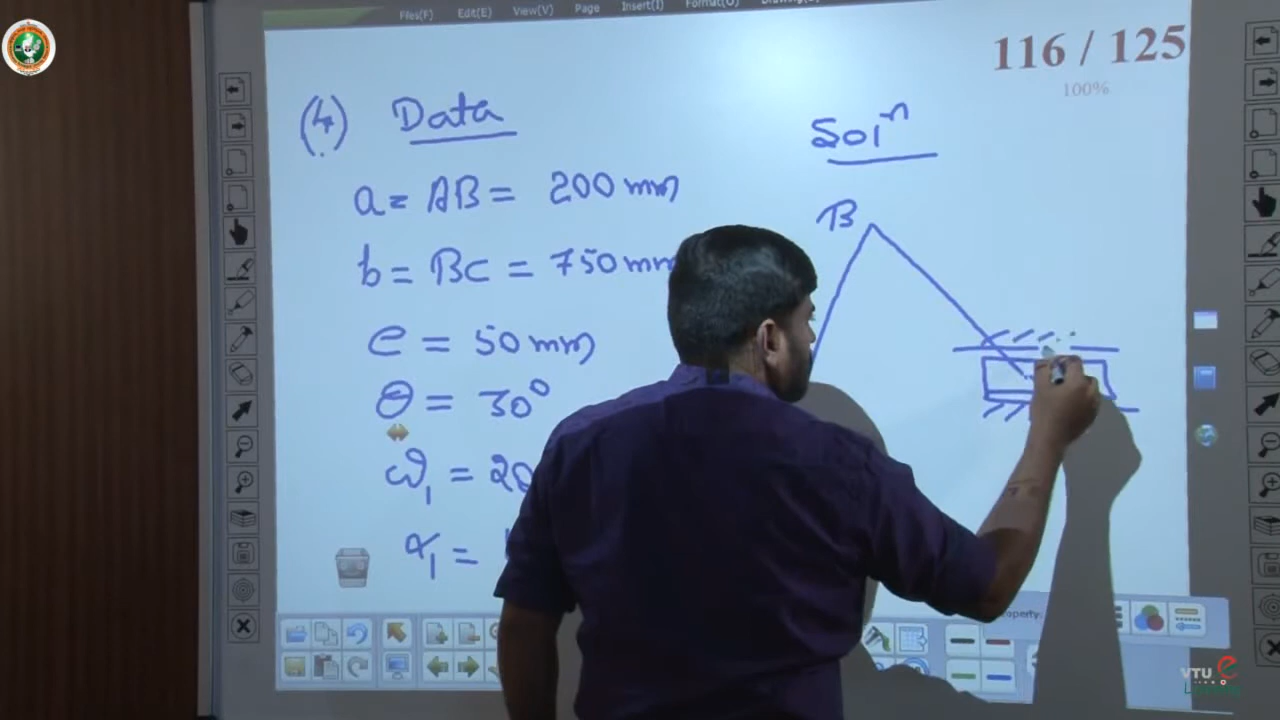 Files(F) Edit(E) View(V) Page Insert(I) Format(O)
116 / 125
100%
(4) Data
Solⁿ
a = AB = 200 mm
B
b = BC = 750 mm
e = 50 mm
θ = 30°
ω₁ = 20
α₁ =
VTU e